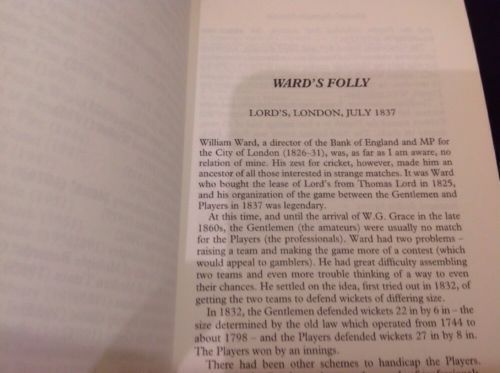 WARD'S FOLLY
LORD'S, LONDON, JULY 1837
William Ward, a director of the Bank of England and MP for
the City of London (1826–31), was, as far as I am aware, no
relation of mine. His zest for cricket, however, made him an
ancestor of all those interested in strange matches. It was Ward
who bought the lease of Lord's from Thomas Lord in 1825,
and his organization of the game between the Gentlemen and
Players in 1837 was legendary.
At this time, and until the arrival of W.G. Grace in the late
1860s, the Gentlemen (the amateurs) were usually no match
for the Players (the professionals). Ward had two problems –
raising a team and making the game more of a contest (which
would appeal to gamblers). He had great difficulty assembling
two teams and even more trouble thinking of a way to even
their chances. He settled on the idea, first tried out in 1832, of
getting the two teams to defend wickets of differing size.
In 1832, the Gentlemen defended wickets 22 in by 6 in – the
size determined by the old law which operated from 1744 to
about 1798 – and the Players defended wickets 27 in by 8 in.
The Players won by an innings.
There had been other schemes to handicap the Players.